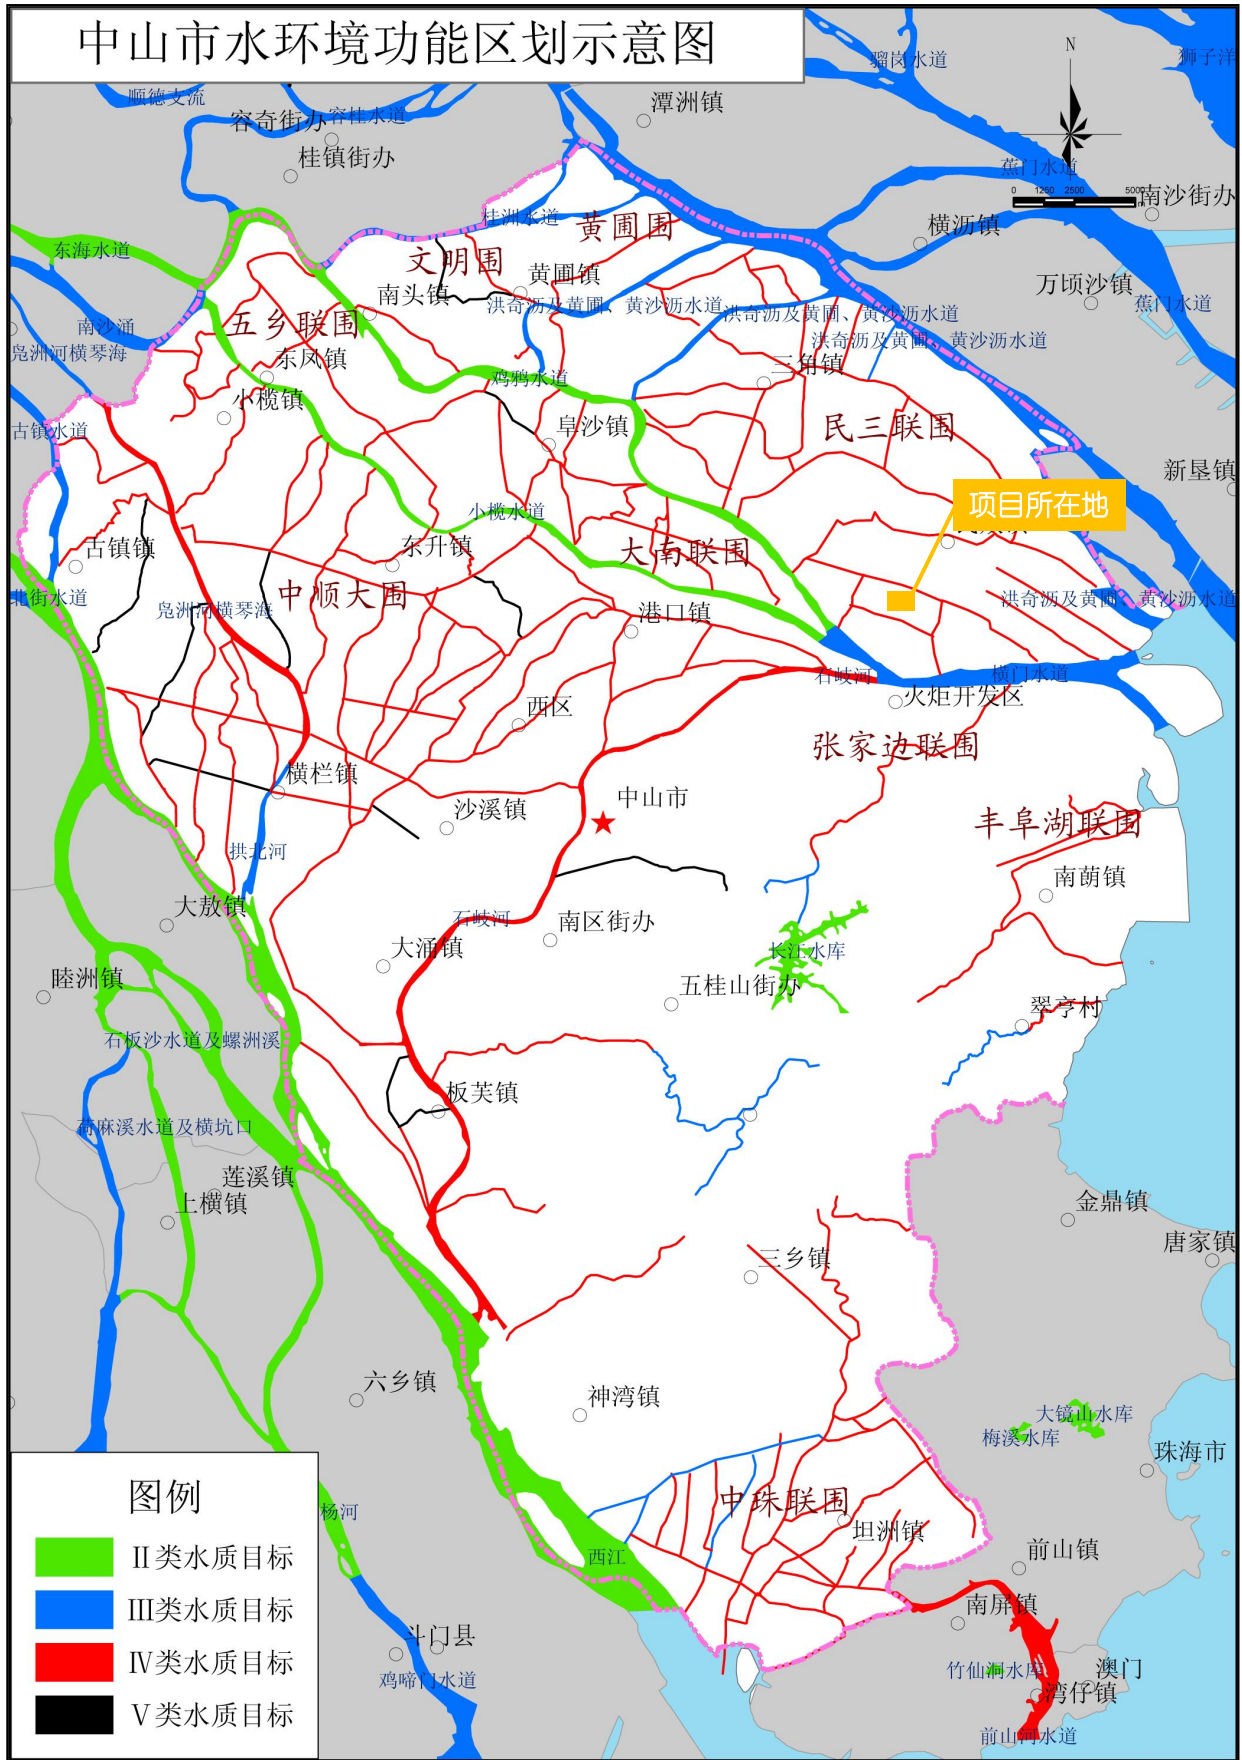 中山市水环境功能区划示意图
骝岗水道
狮子洋
N
顺德支流
容奇街办
容桂水道
潭洲镇
桂镇街办
蕉门水道
0 1250 2500 5000
南沙街办
桂洲水道
黄圃围
横沥镇
东海水道
文明围
黄圃镇
万顷沙镇
南头镇
洪奇沥及黄圃、黄沙沥水道
洪奇沥及黄圃、黄沙沥水道
蕉门水道
南沙涌
五乡联围
洪奇沥及黄圃、黄沙沥水道
凫洲河横琴海
东凤镇
鸡鸦水道
三角镇
小榄镇
古镇水道
阜沙镇
民三联围
新垦镇
项目所在地
小榄水道
古镇镇
东升镇
大南联围
北街水道
凫洲河横琴海
中顺大围
港口镇
洪奇沥及黄圃、黄沙沥水道
石岐河
横门水道
西区
火炬开发区
张家边联围
横栏镇
沙溪镇
中山市
丰阜湖联围
拱北河
南蓢镇
大敖镇
石岐河
南区街办
大涌镇
长江水库
睦洲镇
五桂山街办
翠亨村
石板沙水道及螺洲溪
板芙镇
荷麻溪水道及横坑口
莲溪镇
上横镇
金鼎镇
三乡镇
唐家镇
六乡镇
神湾镇
大镜山水库
梅溪水库
珠海市
图例
中珠联围
杨河
坦洲镇
II类水质目标
西江
前山镇
III类水质目标
南屏镇
斗门县
IV类水质目标
竹仙洞水库
澳门
鸡啼门水道
湾仔镇
V类水质目标
前山河水道